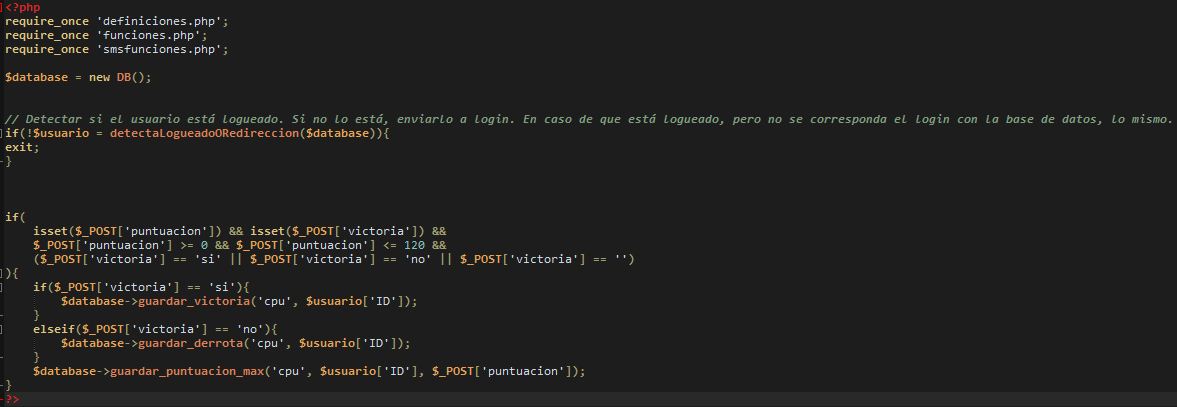 <?php
require_once 'definiciones.php';
require_once 'funciones.php';
require_once 'smsfunciones.php';
$database = new DB();
// Detectar si el usuario está logueado. Si no lo está, enviarlo a login. En caso de que está logueado, pero no se corresponda el login con la base de datos, lo mismo.
if(!$usuario = detectaLogueadoORedireccion($database)){
exit;
}
if(
isset($_POST['puntuacion']) && isset($_POST['victoria']) &&
$_POST['puntuacion'] >= 0 && $_POST['puntuacion'] <= 120 &&
($_POST['victoria'] == 'si' || $_POST['victoria'] == 'no' || $_POST['victoria'] == '')
){
if($_POST['victoria'] == 'si'){
$database->guardar_victoria('cpu', $usuario['ID']);
}
elseif($_POST['victoria'] == 'no'){
$database->guardar_derrota('cpu', $usuario['ID']);
}
$database->guardar_puntuacion_max('cpu', $usuario['ID'], $_POST['puntuacion']);
}
?>